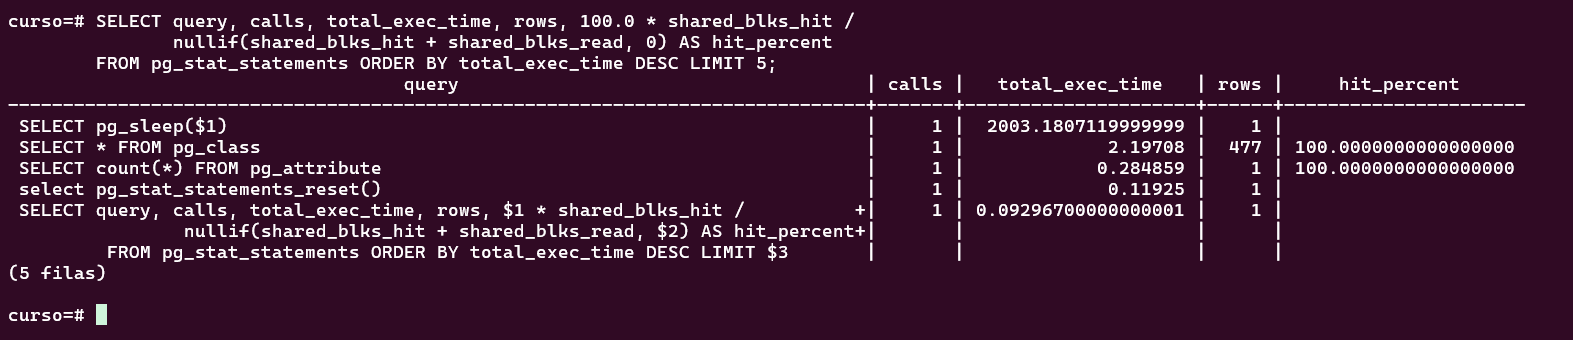 curso=# SELECT query, calls, total_exec_time, rows, 100.0 * shared_blks_hit /
               nullif(shared_blks_hit + shared_blks_read, 0) AS hit_percent
        FROM pg_stat_statements ORDER BY total_exec_time DESC LIMIT 5;
                                    query                                     | calls |   total_exec_time   | rows |     hit_percent
------------------------------------------------------------------------------+-------+---------------------+------+----------------------
 SELECT pg_sleep($1)                                                          |     1 |  2003.1807119999999 |    1 |
 SELECT * FROM pg_class                                                       |     1 |             2.19708 |  477 | 100.0000000000000000
 SELECT count(*) FROM pg_attribute                                            |     1 |            0.284859 |    1 | 100.0000000000000000
 select pg_stat_statements_reset()                                            |     1 |             0.11925 |    1 |
 SELECT query, calls, total_exec_time, rows, $1 * shared_blks_hit /          +|     1 | 0.09296700000000001 |    1 |
                nullif(shared_blks_hit + shared_blks_read, $2) AS hit_percent+|       |                     |      |
         FROM pg_stat_statements ORDER BY total_exec_time DESC LIMIT $3       |       |                     |      |
(5 filas)
curso=#